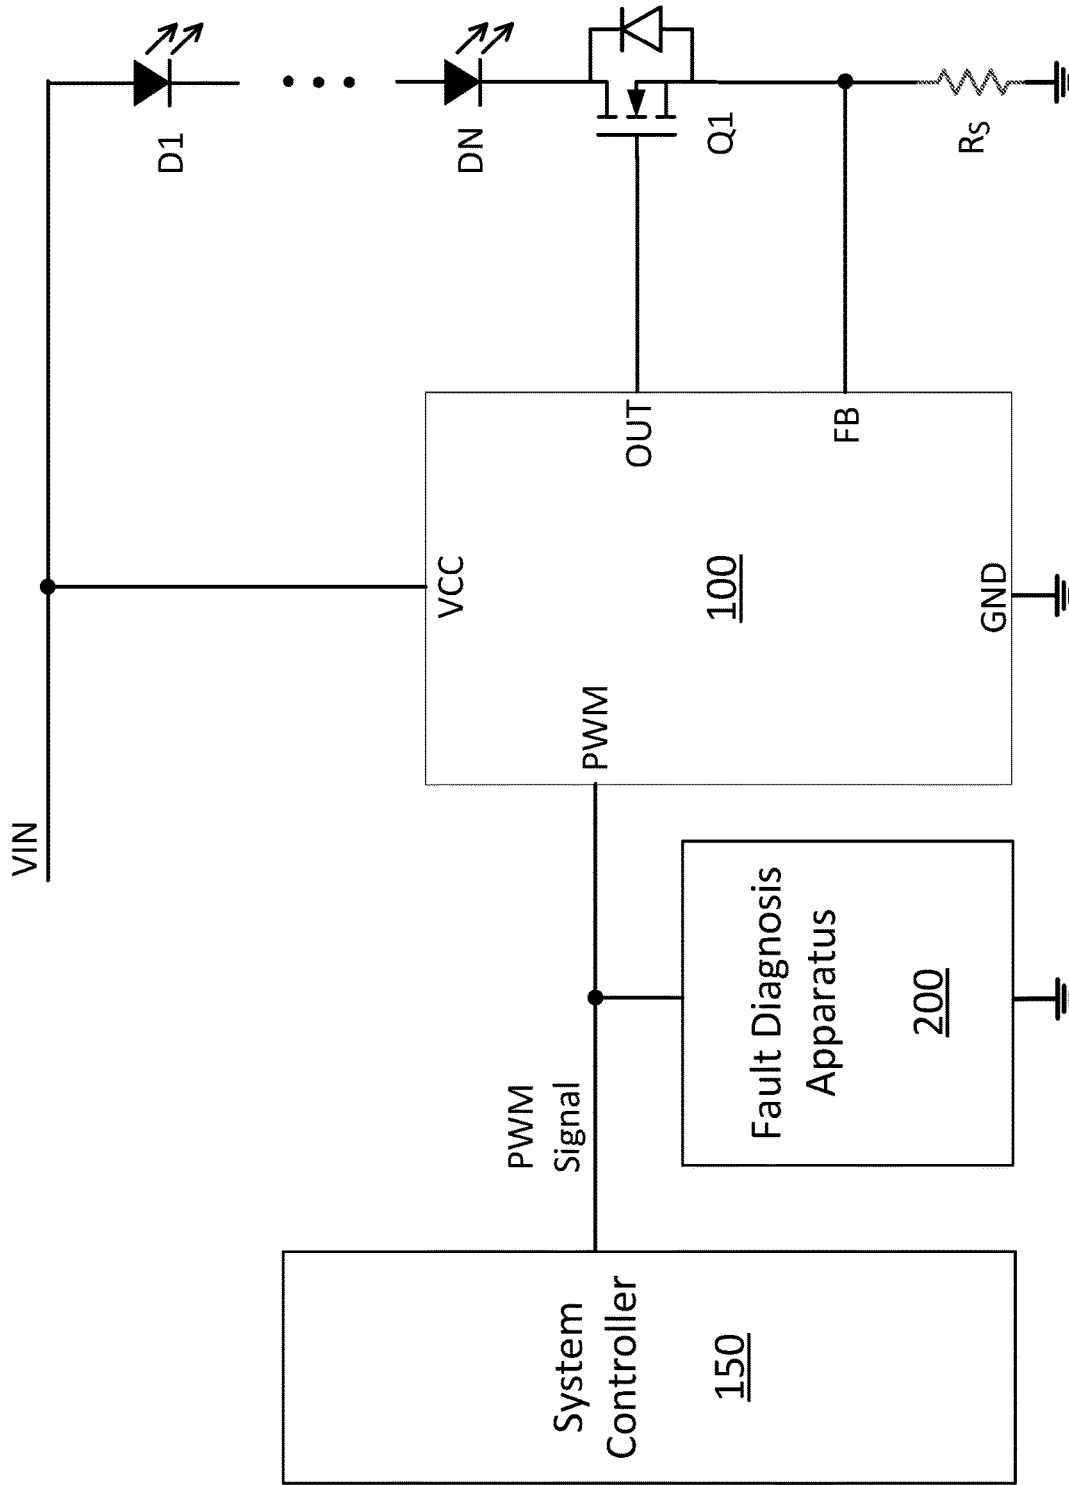 VIN
D1
DN
Q1
RS
VCC
PWM
OUT
100
FB
GND
PWM
Signal
System
Controller
150
Fault Diagnosis
Apparatus
200